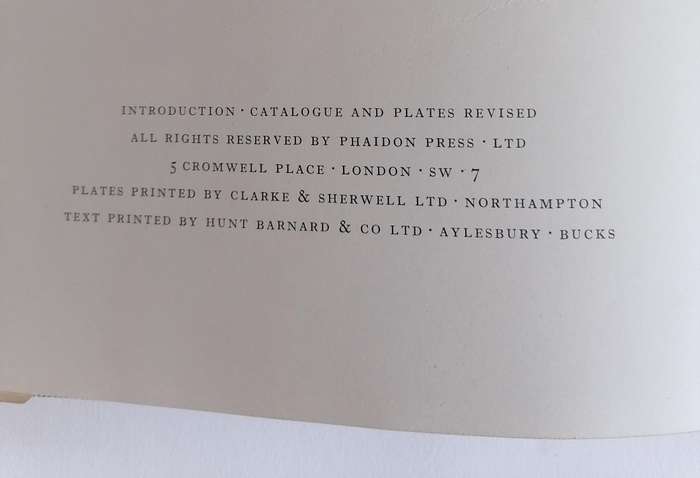 INTRODUCTION · CATALOGUE AND PLATES REVISED
ALL RIGHTS RESERVED BY PHAIDON PRESS · LTD
5 CROMWELL PLACE · LONDON · SW · 7
PLATES PRINTED BY CLARKE & SHERWELL LTD · NORTHAMPTON
TEXT PRINTED BY HUNT BARNARD & CO LTD · AYLESBURY · BUCKS